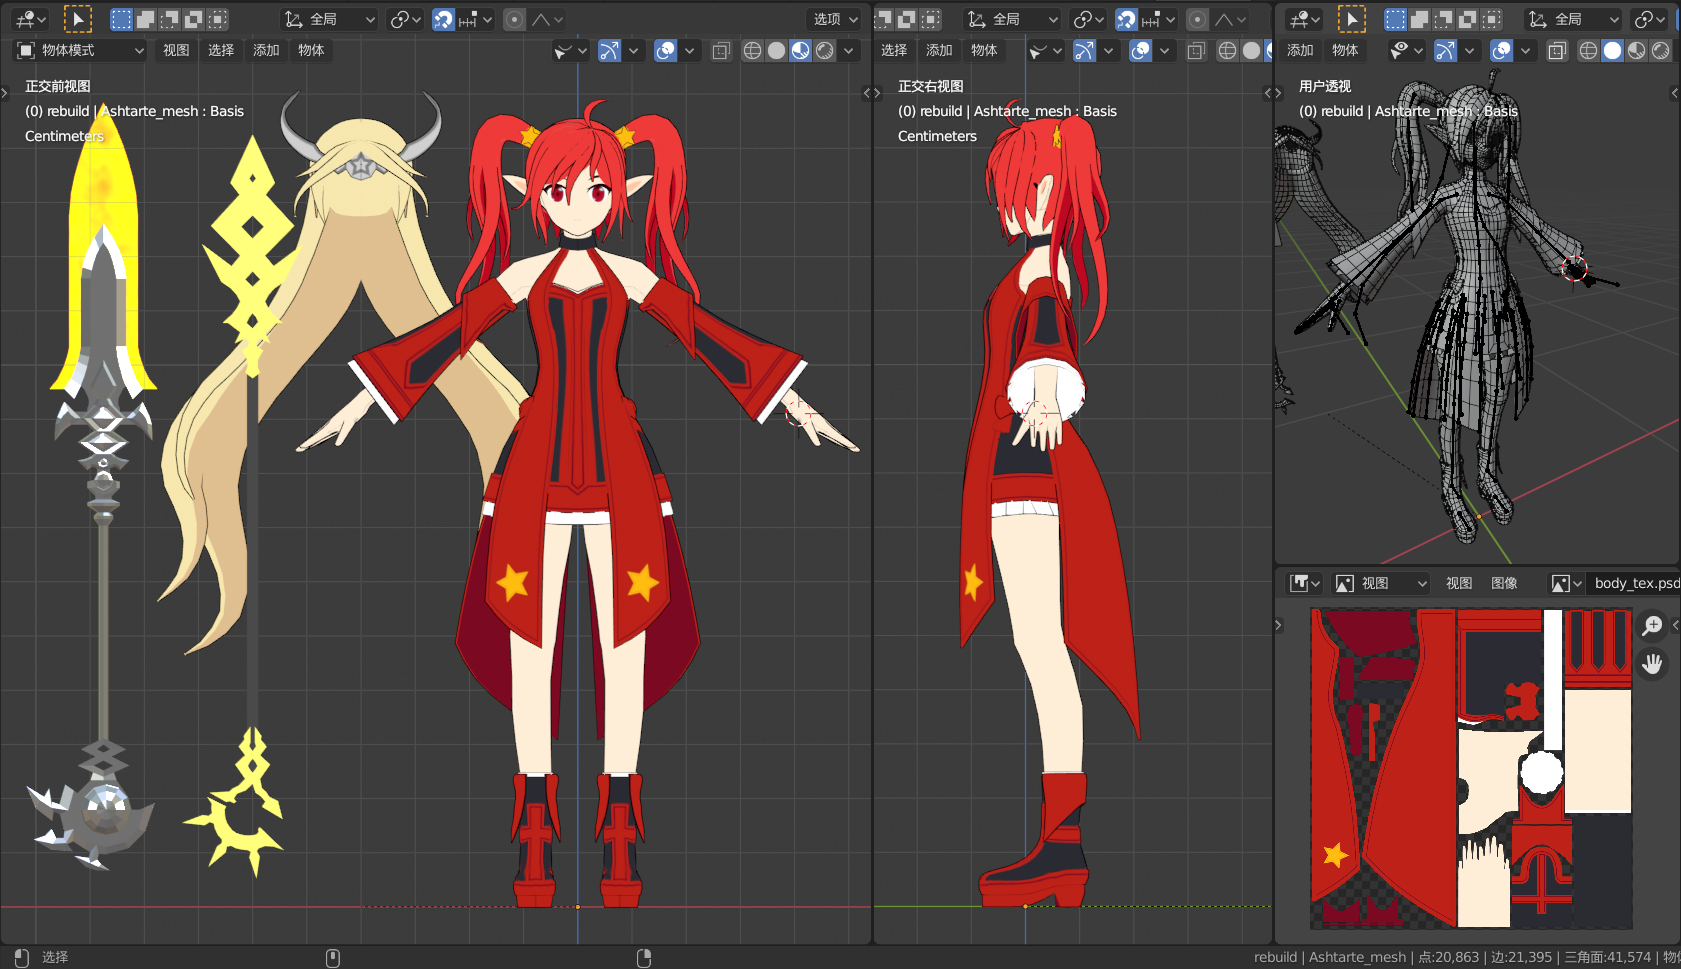 全局
选项
全局
全局
物体模式
视图
选择
添加
物体
选择
添加
物体
添加
物体
正交前视图
(0) rebuild | Ashtarte_mesh : Basis
Centimeters
正交右视图
(0) rebuild | Ashtarte_mesh : Basis
Centimeters
用户透视
(0) rebuild | Ashtarte_mesh : Basis
视图
视图
图像
body_tex.psd
选择
rebuild | Ashtarte_mesh | 点:20,863 | 边:21,395 | 三角面:41,574 | 物